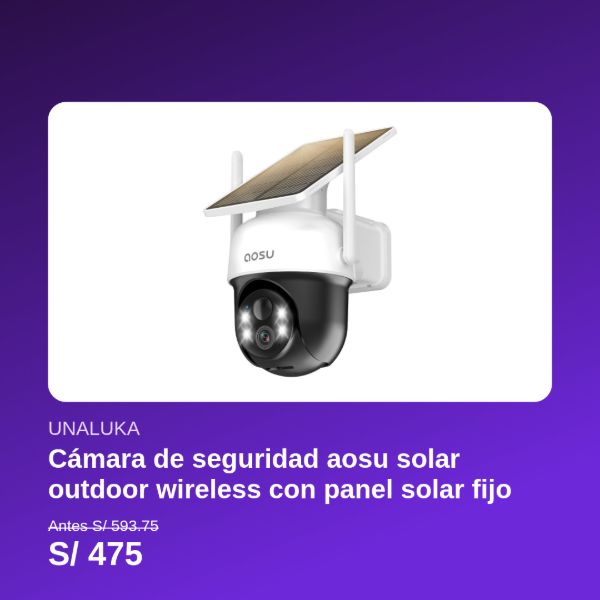 aosu
UNALUKA
Cámara de seguridad aosu solar
outdoor wireless con panel solar fijo
Antes S/ 593.75
S/ 475